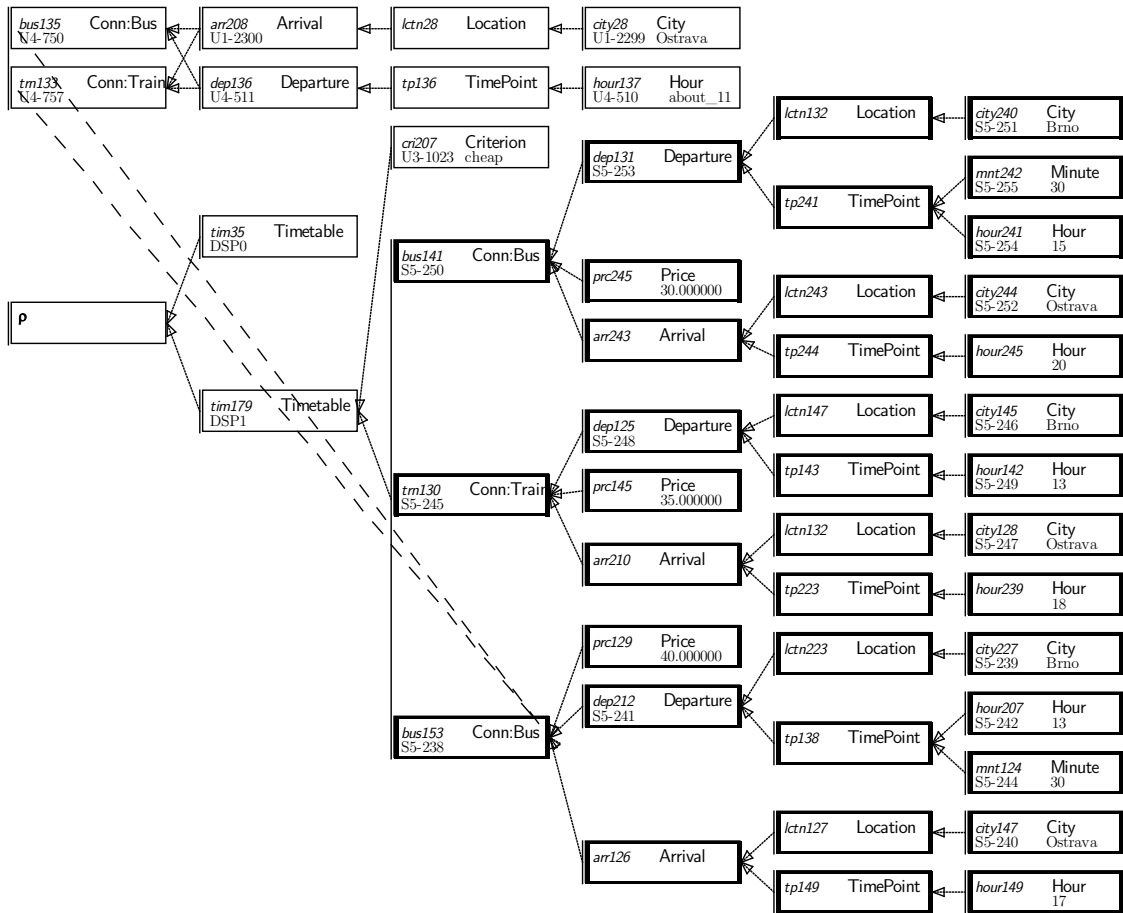 bus135 Conn:Bus
U4-750
arr208 Arrival
U1-2300
lctn28 Location
city28 City
U1-2299 Ostrava
trn133 Conn:Train
U4-757
dep136 Departure
U4-511
tp136 TimePoint
hour137 Hour
U4-510 about_11
lctn132 Location
city240 City
S5-251 Brno
cri207 Criterion
U3-1023 cheap
dep131 Departure
S5-253
mnt242 Minute
S5-255 30
tp241 TimePoint
hour241 Hour
S5-254 15
tim35 Timetable
DSP0
bus141 Conn:Bus
S5-250
prc245 Price
30.000000
lctn243 Location
city244 City
S5-252 Ostrava
ρ
arr243 Arrival
tp244 TimePoint
hour245 Hour
20
tim179 Timetable
DSP1
dep125 Departure
S5-248
lctn147 Location
city145 City
S5-246 Brno
tp143 TimePoint
hour142 Hour
S5-249 13
trn130 Conn:Train
S5-245
prc145 Price
35.000000
lctn132 Location
city128 City
S5-247 Ostrava
arr210 Arrival
tp223 TimePoint
hour239 Hour
18
prc129 Price
40.000000
lctn223 Location
city227 City
S5-239 Brno
dep212 Departure
S5-241
hour207 Hour
S5-242 13
bus153 Conn:Bus
S5-238
tp138 TimePoint
mnt124 Minute
S5-244 30
lctn127 Location
city147 City
S5-240 Ostrava
arr126 Arrival
tp149 TimePoint
hour149 Hour
17